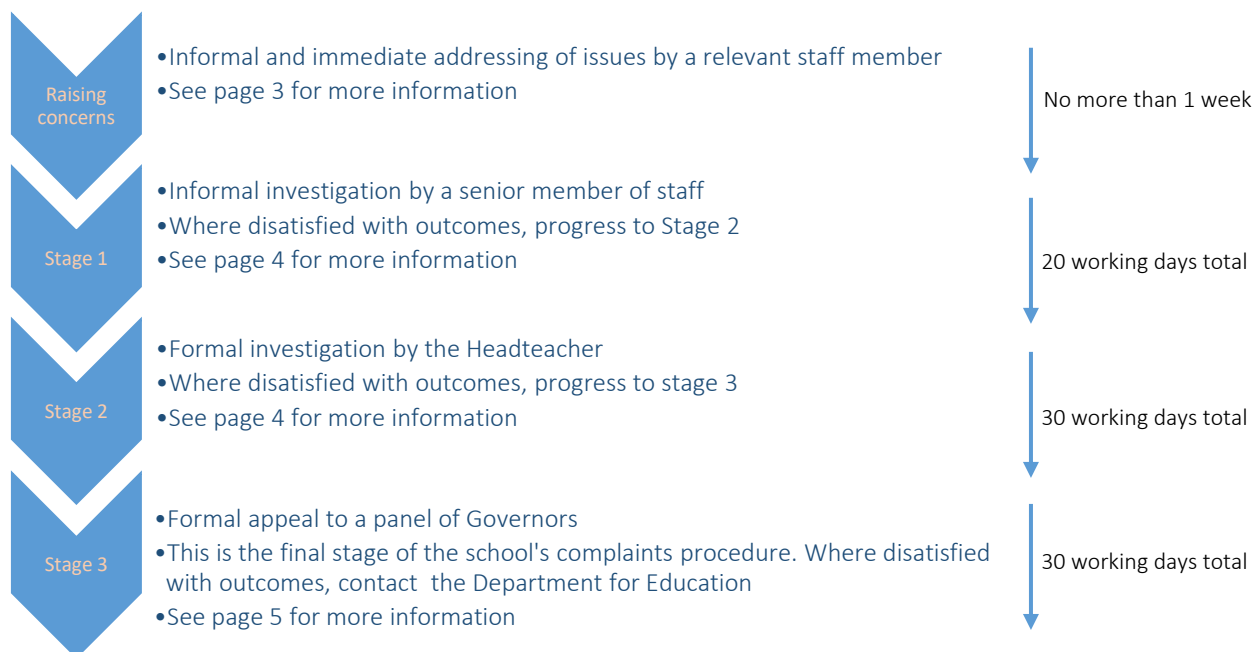 Raising
concerns
•Informal and immediate addressing of issues by a relevant staff member
•See page 3 for more information
No more than 1 week
Stage 1
•Informal investigation by a senior member of staff
•Where disatisfied with outcomes, progress to Stage 2
•See page 4 for more information
20 working days total
Stage 2
•Formal investigation by the Headteacher
•Where disatisfied with outcomes, progress to stage 3
•See page 4 for more information
30 working days total
Stage 3
•Formal appeal to a panel of Governors
•This is the final stage of the school's complaints procedure. Where disatisfied
with outcomes, contact the Department for Education
•See page 5 for more information
30 working days total